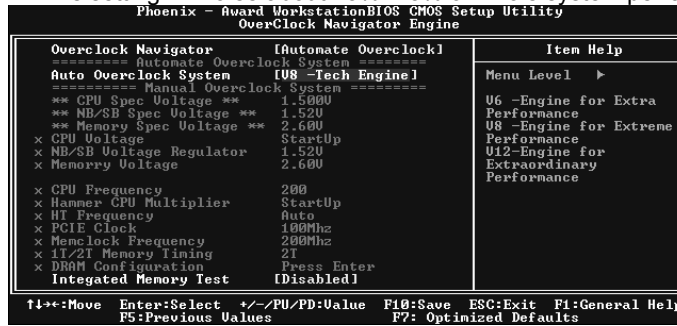 Phoenix - Award WorkstationBIOS CMOS Setup Utility
OverClock Navigator Engine
Overclock Navigator [Automate Overclock]
========= Automate Overclock System ========
Auto Overclock System [V8 -Tech Engine]
========== Manual Overclock System =========
** CPU Spec Voltage ** 1.500V
** NB/SB Spec Voltage ** 1.52V
** Memory Spec Voltage ** 2.60V
x CPU Voltage StartUp
x NB/SB Voltage Regulator 1.52V
x Memorry Voltage 2.60V
x CPU Frequency 200
x Hammer CPU Multiplier StartUp
x HT Frequency Auto
x PCIE Clock 100Mhz
x Memclock Frequency 200Mhz
x 1T/2T Memory Timing 2T
x DRAM Configuration Press Enter
Integated Memory Test [Disabled]
Item Help
Menu Level ▶
V6 -Engine for Extra
Performance
V8 -Engine for Extreme
Performance
V12-Engine for
Extraordinary
Performance
↑↓→←:Move Enter:Select +/-/PU/PD:Value F10:Save ESC:Exit F1:General Help
F5:Previous Values F7: Optimized Defaults